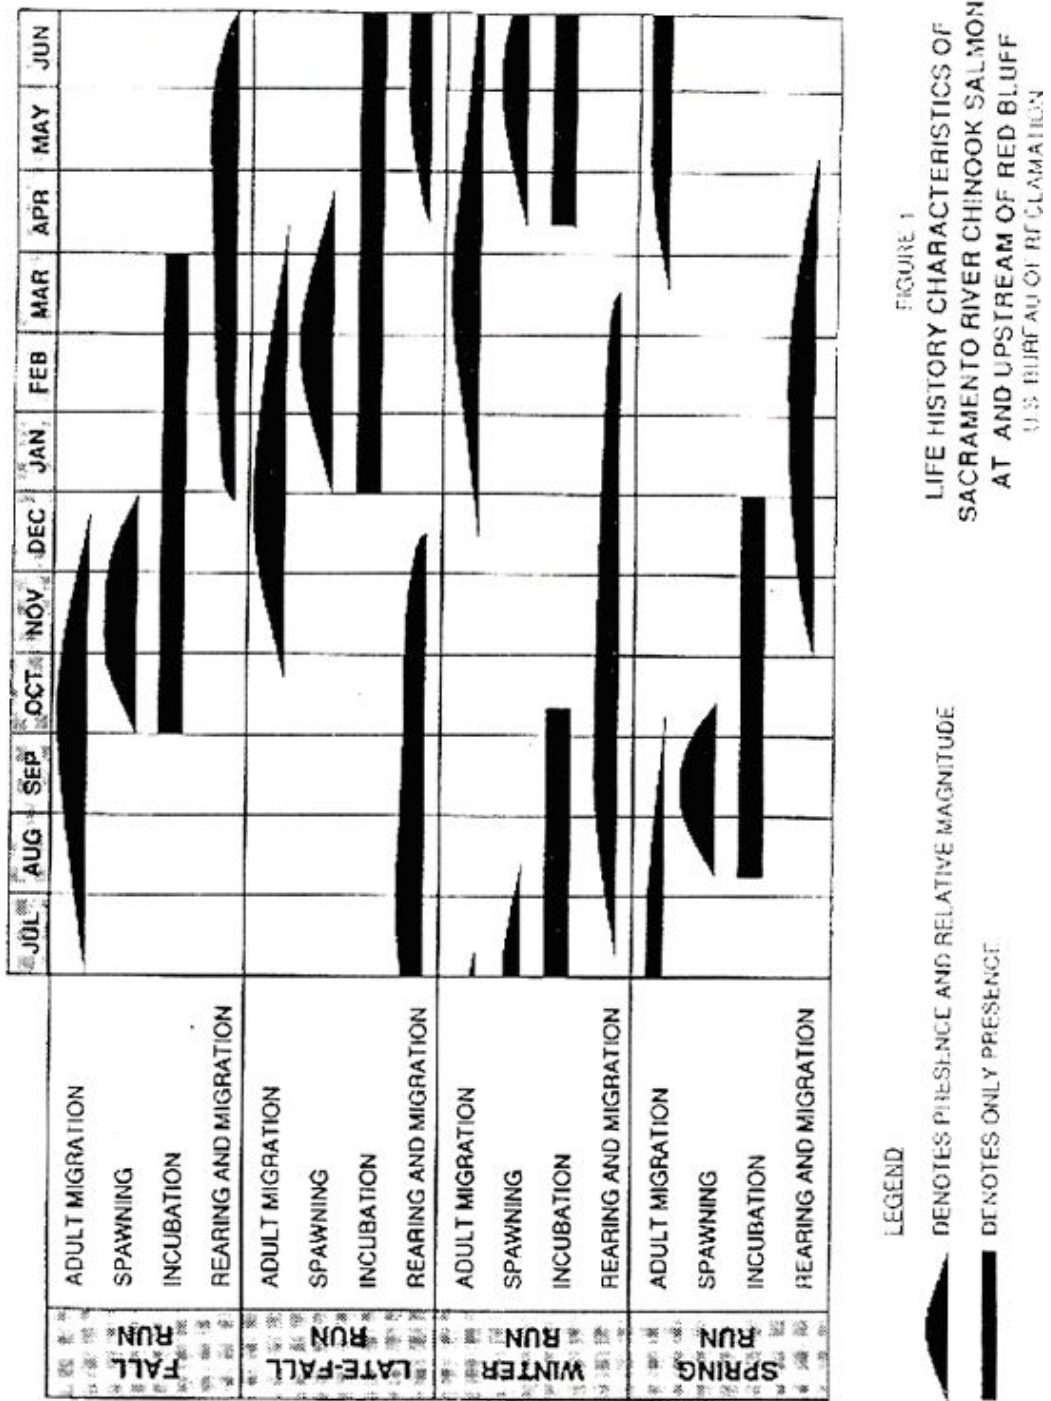 JUL AUG SEP OCT NOV DEC JAN FEB MAR APR MAY JUN
FALL
RUN
ADULT MIGRATION
SPAWNING
INCUBATION
REARING AND MIGRATION
LATE-FALL
RUN
ADULT MIGRATION
SPAWNING
INCUBATION
REARING AND MIGRATION
WINTER
RUN
ADULT MIGRATION
SPAWNING
INCUBATION
REARING AND MIGRATION
SPRING
RUN
ADULT MIGRATION
SPAWNING
INCUBATION
REARING AND MIGRATION
LEGEND
DENOTES PRESENCE AND RELATIVE MAGNITUDE
DENOTES ONLY PRESENCE
FIGURE 1
LIFE HISTORY CHARACTERISTICS OF
SACRAMENTO RIVER CHINOOK SALMON
AT AND UPSTREAM OF RED BLUFF
U.S. BUREAU OF RECLAMATION